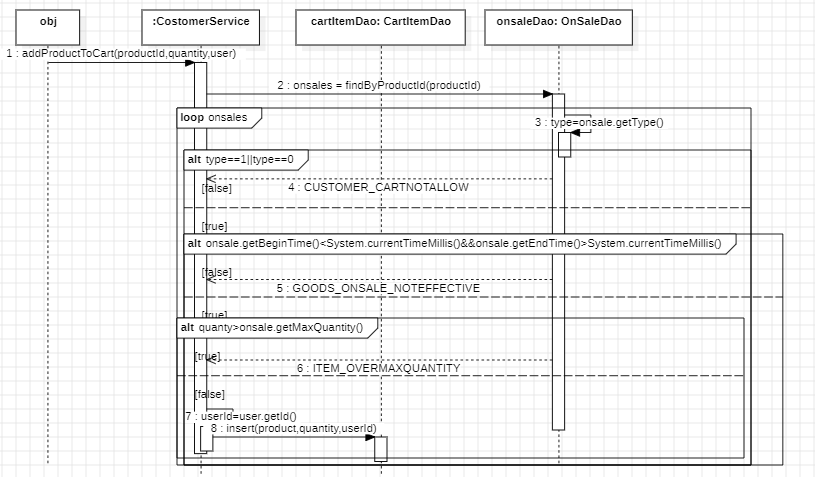 obj
:CostomerService
cartItemDao: CartItemDao
onsaleDao: OnSaleDao
1 : addProductToCart(productId,quantity,user)
2 : onsales = findByProductId(productId)
loop onsales
3 : type=onsale.getType()
alt type==1||type==0
[false]
4 : CUSTOMER_CARTNOTALLOW
[true]
alt onsale.getBeginTime()<System.currentTimeMillis()&&onsale.getEndTime()>System.currentTimeMillis()
[false]
5 : GOODS_ONSALE_NOTEFFECTIVE
[true]
alt quanty>onsale.getMaxQuantity()
[true]
6 : ITEM_OVERMAXQUANTITY
[false]
7 : userId=user.getId()
8 : insert(product,quantity,userId)